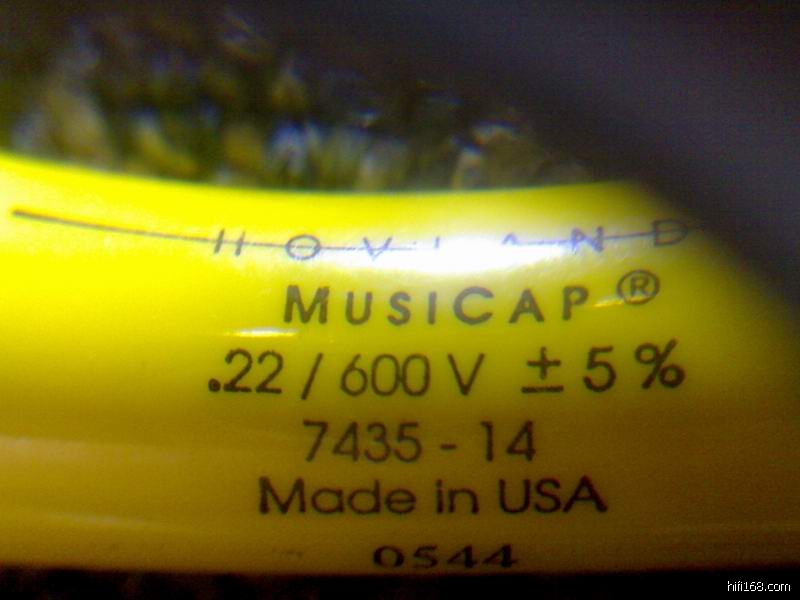 HOVLAND
MUSICAP®
.22 / 600 V ± 5 %
7435 - 14
Made in USA
0544
hifi168.com